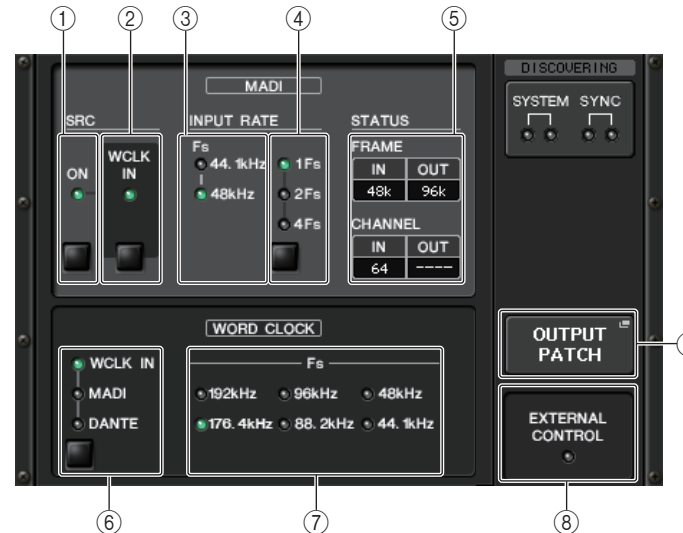 ① ② ③ ④ ⑤
DISCOVERING
SYSTEM SYNC
MADI
SRC
ON
WCLK IN
INPUT RATE
Fs
44.1kHz
48kHz
1Fs
2Fs
4Fs
STATUS
FRAME
IN OUT
48k 96k
CHANNEL
IN OUT
64 ----
WORD CLOCK
WCLK IN
MADI
DANTE
Fs
192kHz 96kHz 48kHz
176.4kHz 88.2kHz 44.1kHz
OUTPUT
PATCH
EXTERNAL
CONTROL
⑥ ⑦ ⑧